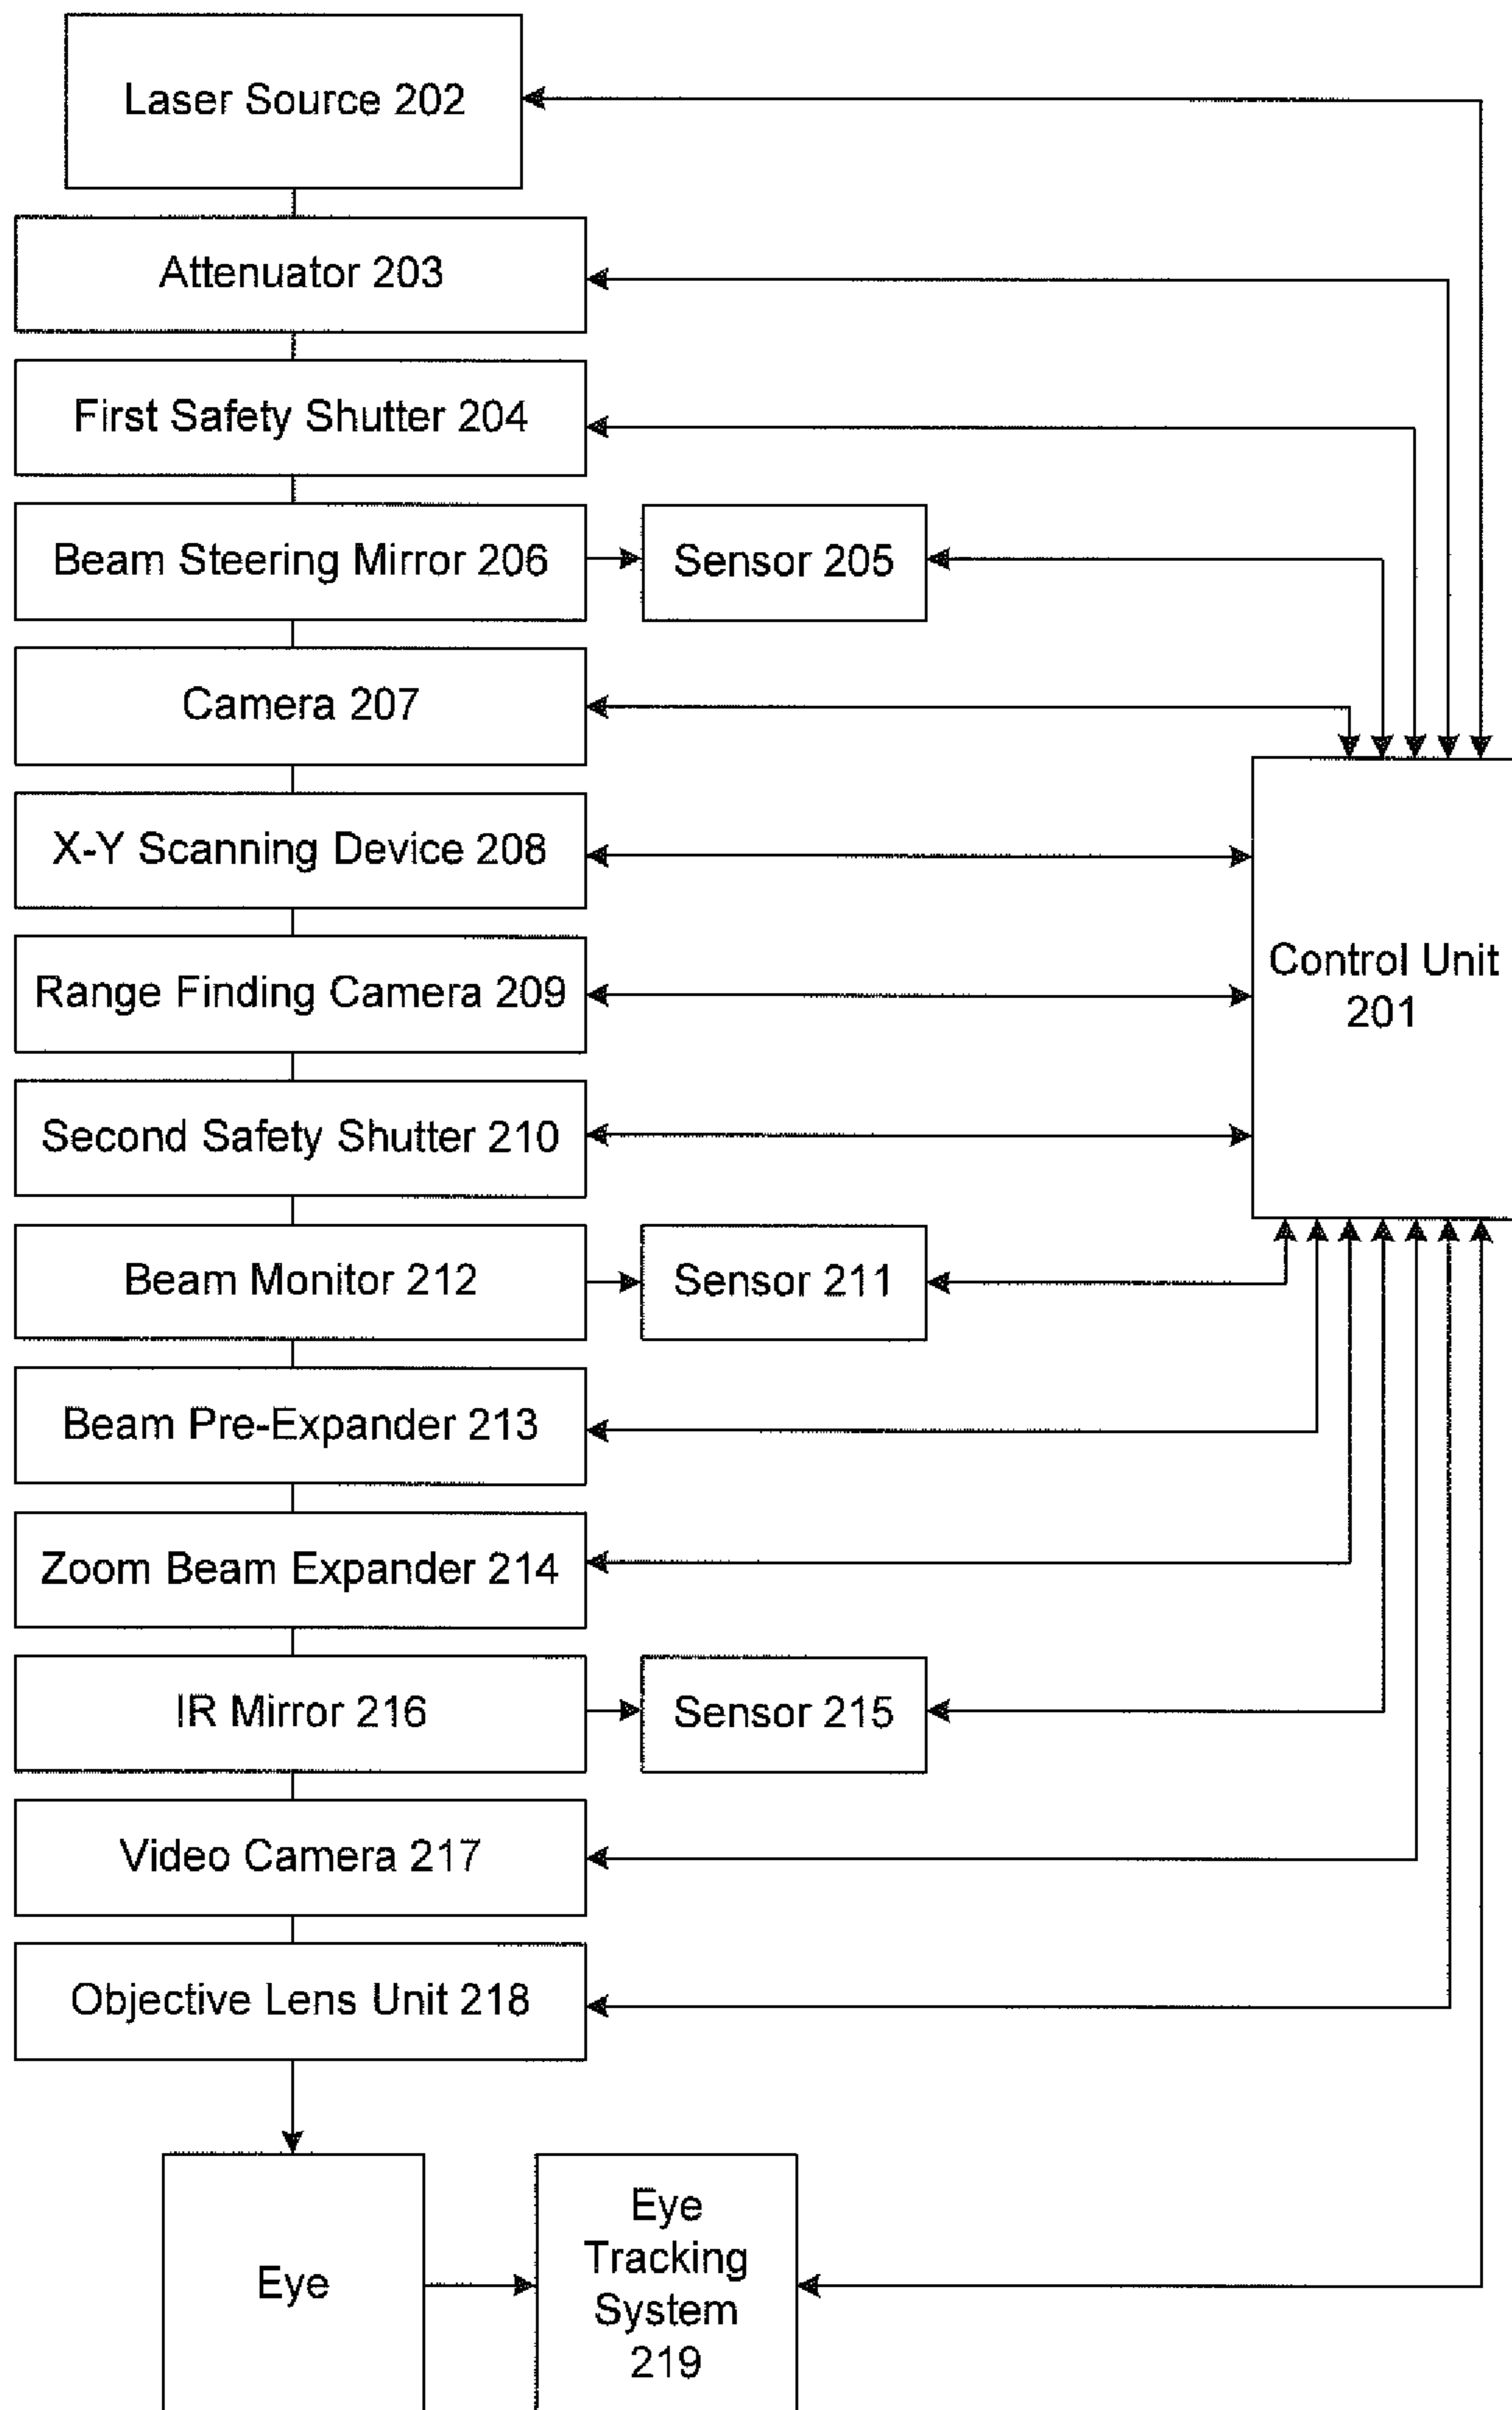 Laser Source 202
Attenuator 203
First Safety Shutter 204
Beam Steering Mirror 206
Sensor 205
Camera 207
X-Y Scanning Device 208
Range Finding Camera 209
Control Unit
201
Second Safety Shutter 210
Beam Monitor 212
Sensor 211
Beam Pre-Expander 213
Zoom Beam Expander 214
IR Mirror 216
Sensor 215
Video Camera 217
Objective Lens Unit 218
Eye
Eye
Tracking
System
219